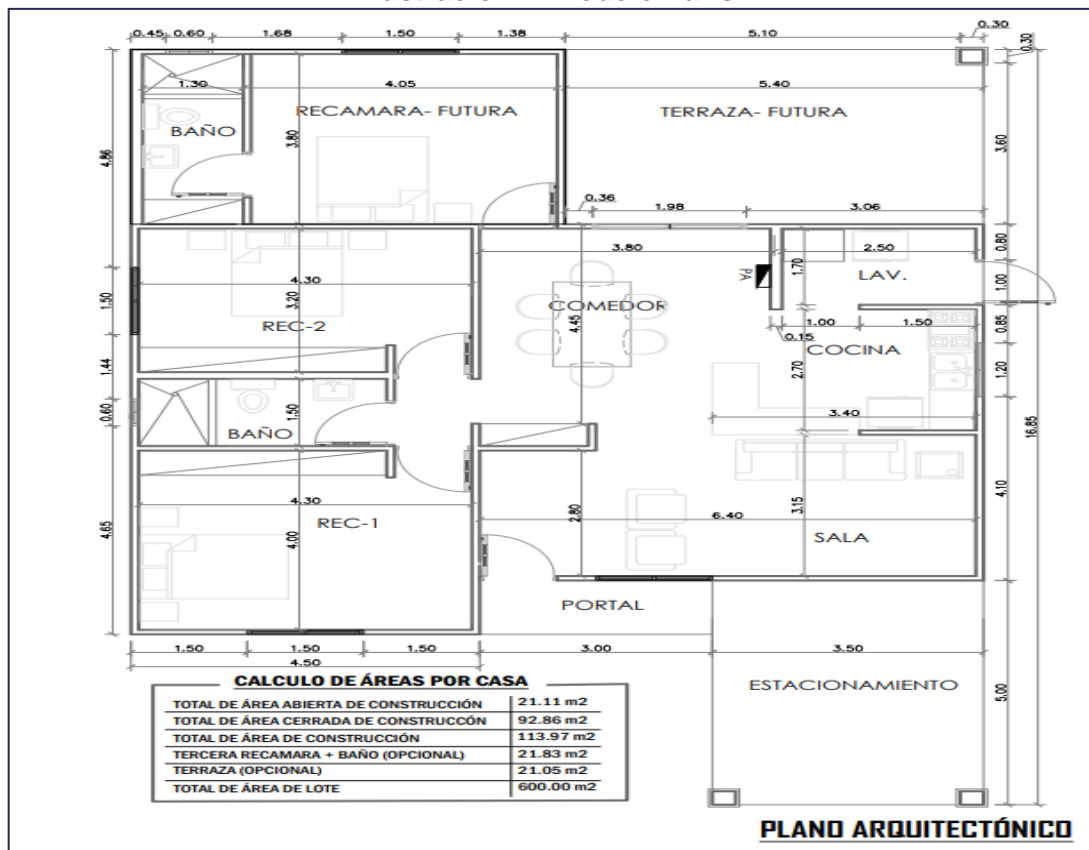 0.45 0.60 1.68 1.50 1.38 5.10 0.30
0.30
1.30 4.05 5.40
RECAMARA- FUTURA TERRAZA- FUTURA
BAÑO
3.80
4.86
3.60
0.36
1.98 3.06
3.80 2.50
0.80
1.70
PA
LAV.
1.00
4.30
3.20
1.50
COMEDOR
4.45
REC-2
1.00 1.50
0.15
0.85
COCINA
1.44
2.70
1.20
0.60
1.50
BAÑO
3.40
16.85
4.30
REC-1
4.00
4.65
2.80
6.40
3.15
SALA
4.10
PORTAL
1.50 1.50 1.50 3.00 3.50
4.50
ESTACIONAMIENTO
5.00
CALCULO DE ÁREAS POR CASA
TOTAL DE ÁREA ABIERTA DE CONSTRUCCIÓN 21.11 m2
TOTAL DE ÁREA CERRADA DE CONSTRUCCÓN 92.86 m2
TOTAL DE ÁREA DE CONSTRUCCIÓN 113.97 m2
TERCERA RECAMARA + BAÑO (OPCIONAL) 21.83 m2
TERRAZA (OPCIONAL) 21.05 m2
TOTAL DE ÁREA DE LOTE 600.00 m2
PLANO ARQUITECTÓNICO